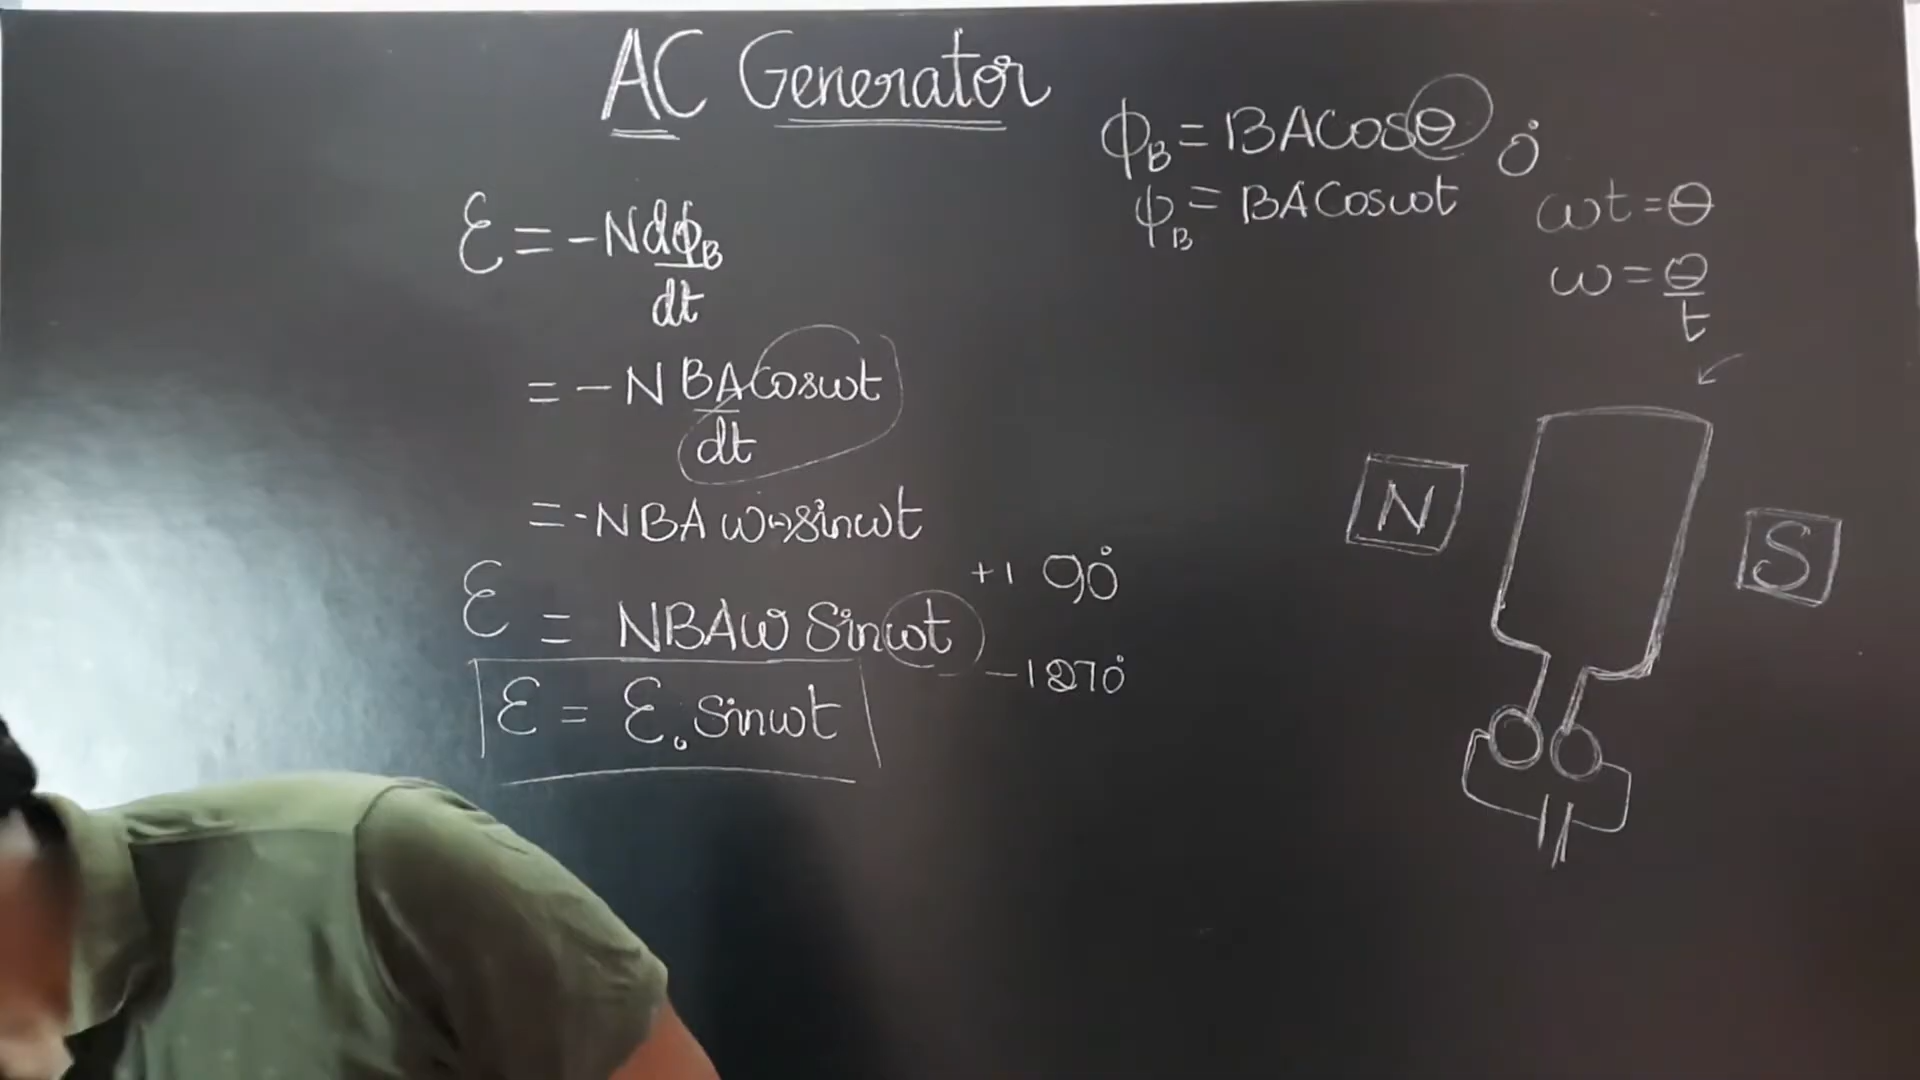 AC Generator
ε = -NdφB
dt
= - N BACosωt
dt
= -NBA ω(-)sinωt
ε = NBAω Sinωt
+1 90°
-1 270°
ε = ε₀ Sinωt
φB = BACosθ
0°
φB = BACosωt
ωt = θ
ω = θ
t
N
S